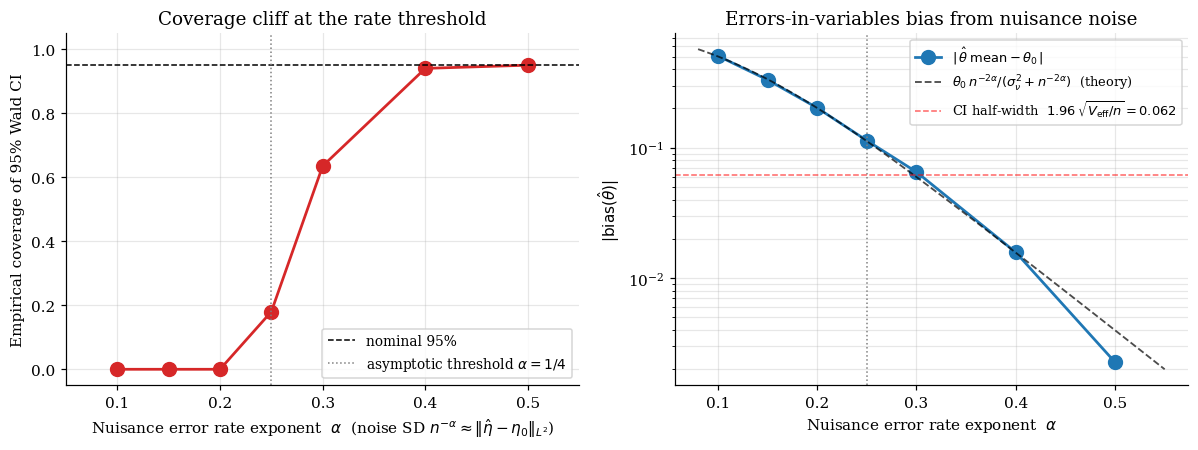 Coverage cliff at the rate threshold
Empirical coverage of 95% Wald CI
1.0
0.8
0.6
0.4
0.2
0.0
nominal 95%
asymptotic threshold α = 1/4
0.1 0.2 0.3 0.4 0.5
Nuisance error rate exponent α (noise SD n^{−α} ≈ ‖η̂ − η₀‖_{L²})
Errors-in-variables bias from nuisance noise
|bias(θ̂)|
10⁻¹
10⁻²
|θ̂ mean − θ₀|
θ₀ n^{−2α}/(σ_ν² + n^{−2α}) (theory)
CI half-width 1.96 √(V_eff/n) = 0.062
0.1 0.2 0.3 0.4 0.5
Nuisance error rate exponent α